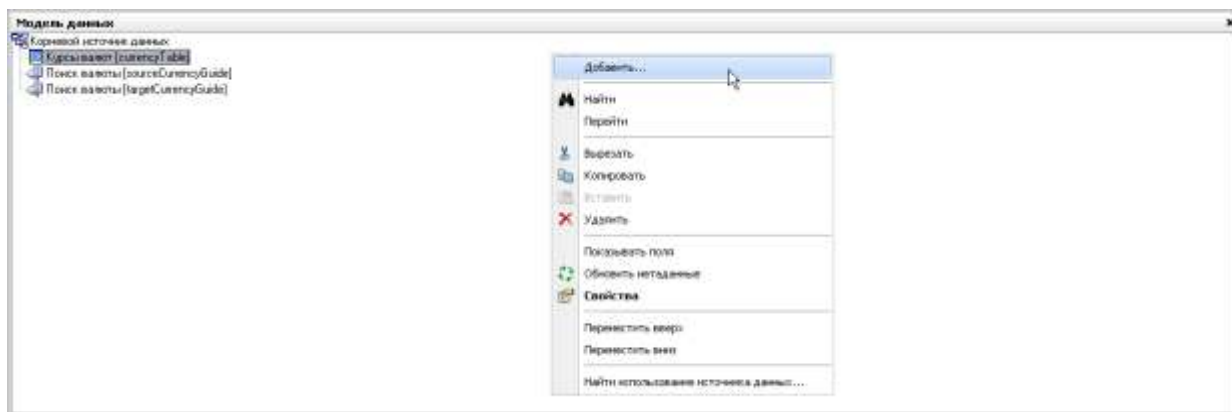 Модель данных
Корневой источник данных
Курсы валют [currencyTable]
Поиск валюты [sourceCurrencyGuide]
Поиск валюты [targetCurrencyGuide]
Добавить...
Найти
Перейти
Вырезать
Копировать
Вставить
Удалить
Показывать поля
Обновить метаданные
Свойства
Переместить вверх
Переместить вниз
Найти использование источника данных...